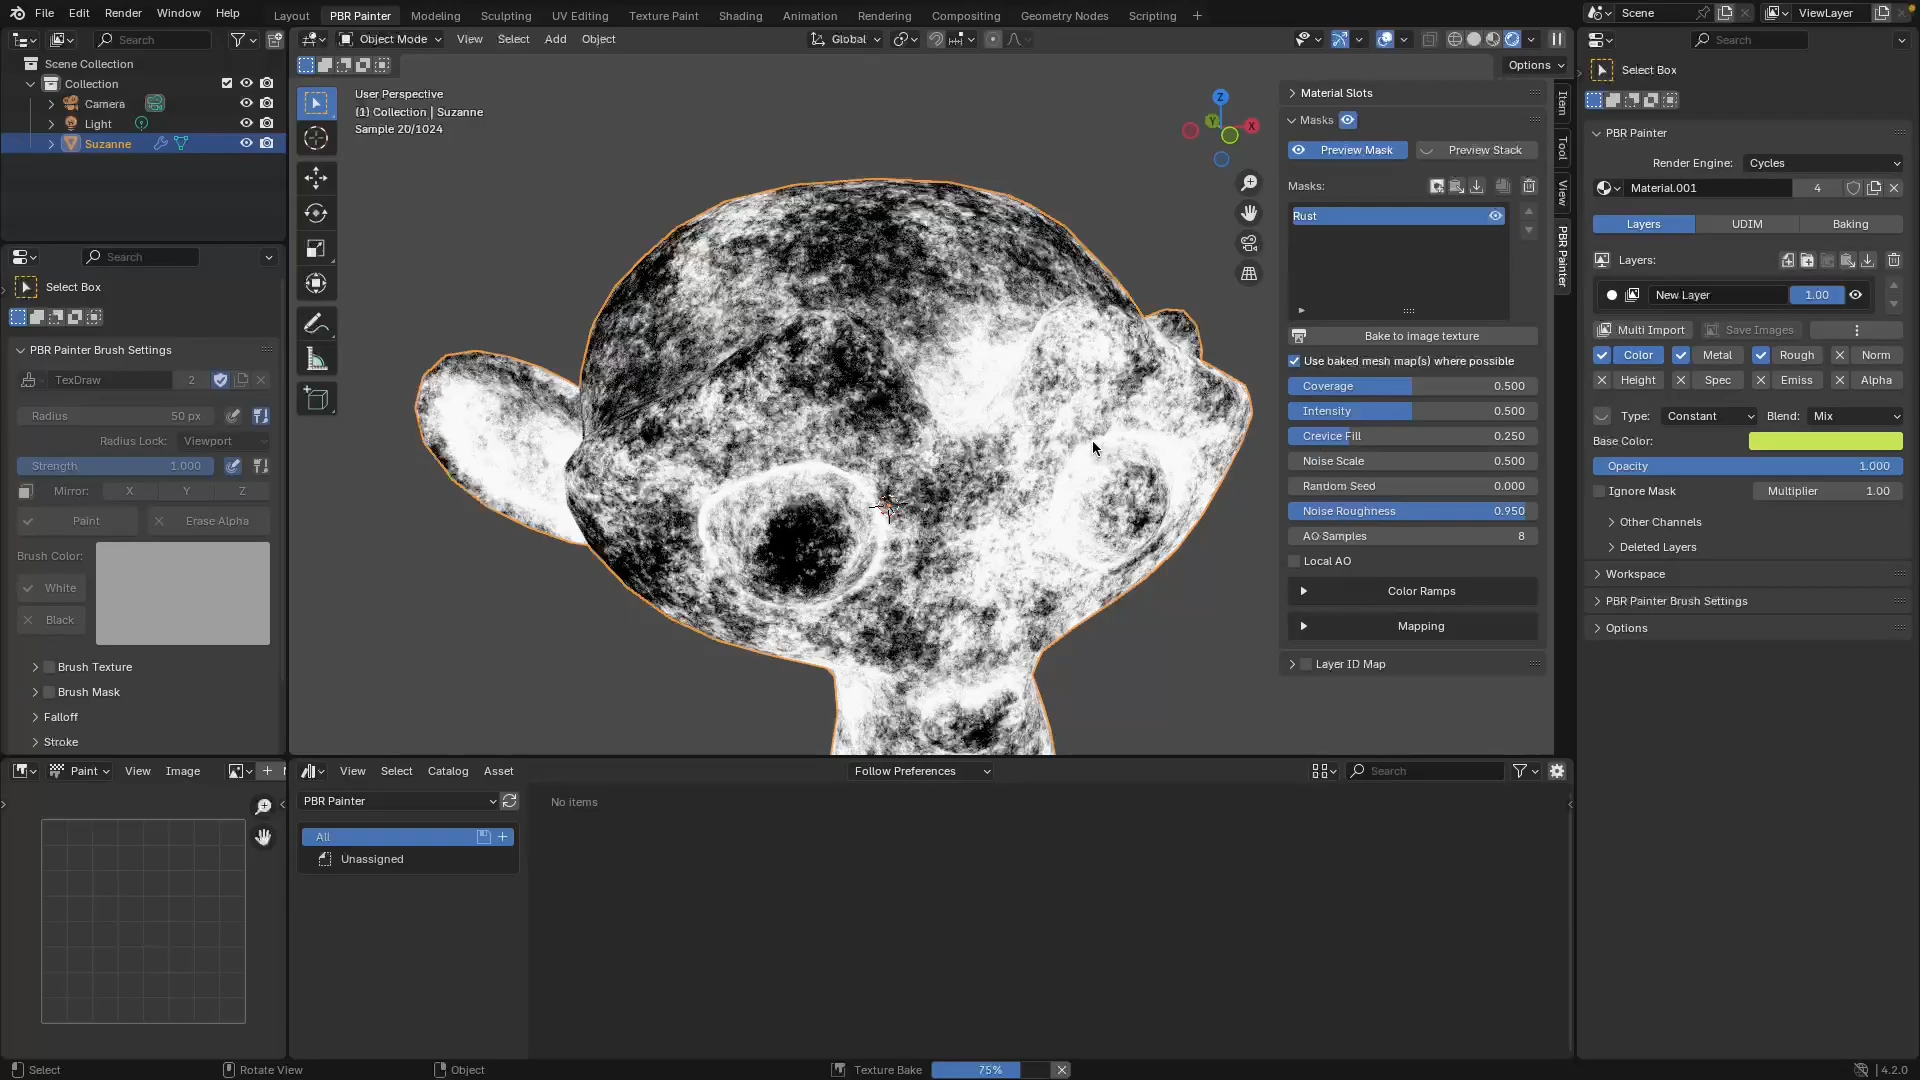 File Edit Render Window Help
Layout PBR Painter Modeling Sculpting UV Editing Texture Paint Shading Animation Rendering Compositing Geometry Nodes Scripting +
Scene
ViewLayer
Search
Scene Collection
Collection
Camera
Light
Suzanne
Search
Select Box
PBR Painter Brush Settings
TexDraw 2
Radius 50 px
Radius Lock: Viewport
Strength 1.000
Mirror: X Y Z
Paint Erase Alpha
Brush Color:
White
Black
Brush Texture
Brush Mask
Falloff
Stroke
Object Mode View Select Add Object
Global
Options
User Perspective
(1) Collection | Suzanne
Sample 20/1024
Z
Y
X
Material Slots
Masks
Preview Mask Preview Stack
Masks:
Rust
Bake to image texture
Use baked mesh map(s) where possible
Coverage 0.500
Intensity 0.500
Crevice Fill 0.250
Noise Scale 0.500
Random Seed 0.000
Noise Roughness 0.950
AO Samples 8
Local AO
Color Ramps
Mapping
Layer ID Map
Item
Tool
View
PBR Painter
Search
Select Box
PBR Painter
Render Engine: Cycles
Material.001 4
Layers UDIM Baking
Layers:
New Layer 1.00
Multi Import Save Images
Color Metal Rough Norm
Height Spec Emiss Alpha
Type: Constant Blend: Mix
Base Color:
Opacity 1.000
Ignore Mask Multiplier 1.00
Other Channels
Deleted Layers
Workspace
PBR Painter Brush Settings
Options
Paint View Image
View Select Catalog Asset
Follow Preferences
Search
PBR Painter
No items
All
Unassigned
Select
Rotate View
Object
Texture Bake 75%
4.2.0